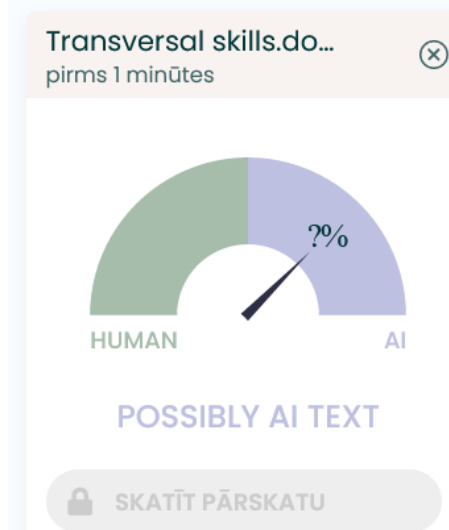 Transversal skills.do...
pirms 1 minūtes
?%
HUMAN
AI
POSSIBLY AI TEXT
SKATĪT PĀRSKATU